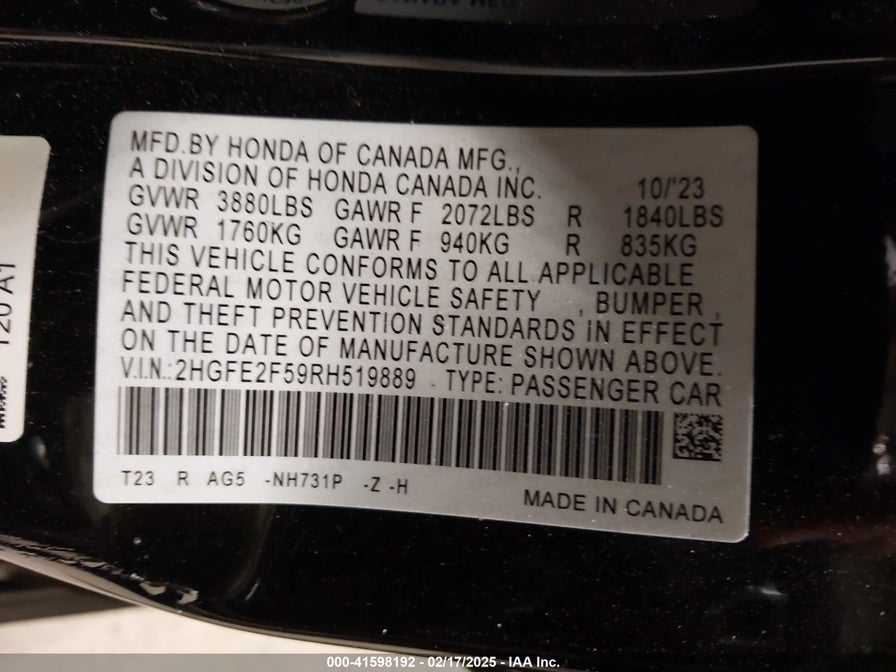 MFD.BY HONDA OF CANADA MFG.,
A DIVISION OF HONDA CANADA INC. 10/'23
GVWR 3880LBS GAWR F 2072LBS R 1840LBS
GVWR 1760KG GAWR F 940KG R 835KG
THIS VEHICLE CONFORMS TO ALL APPLICABLE
FEDERAL MOTOR VEHICLE SAFETY , BUMPER ,
AND THEFT PREVENTION STANDARDS IN EFFECT
ON THE DATE OF MANUFACTURE SHOWN ABOVE.
V.I.N.:2HGFE2F59RH519889 TYPE: PASSENGER CAR
T23 R AG5 -NH731P -Z -H
MADE IN CANADA
120 A1
000-41598192 - 02/17/2025 - IAA Inc.